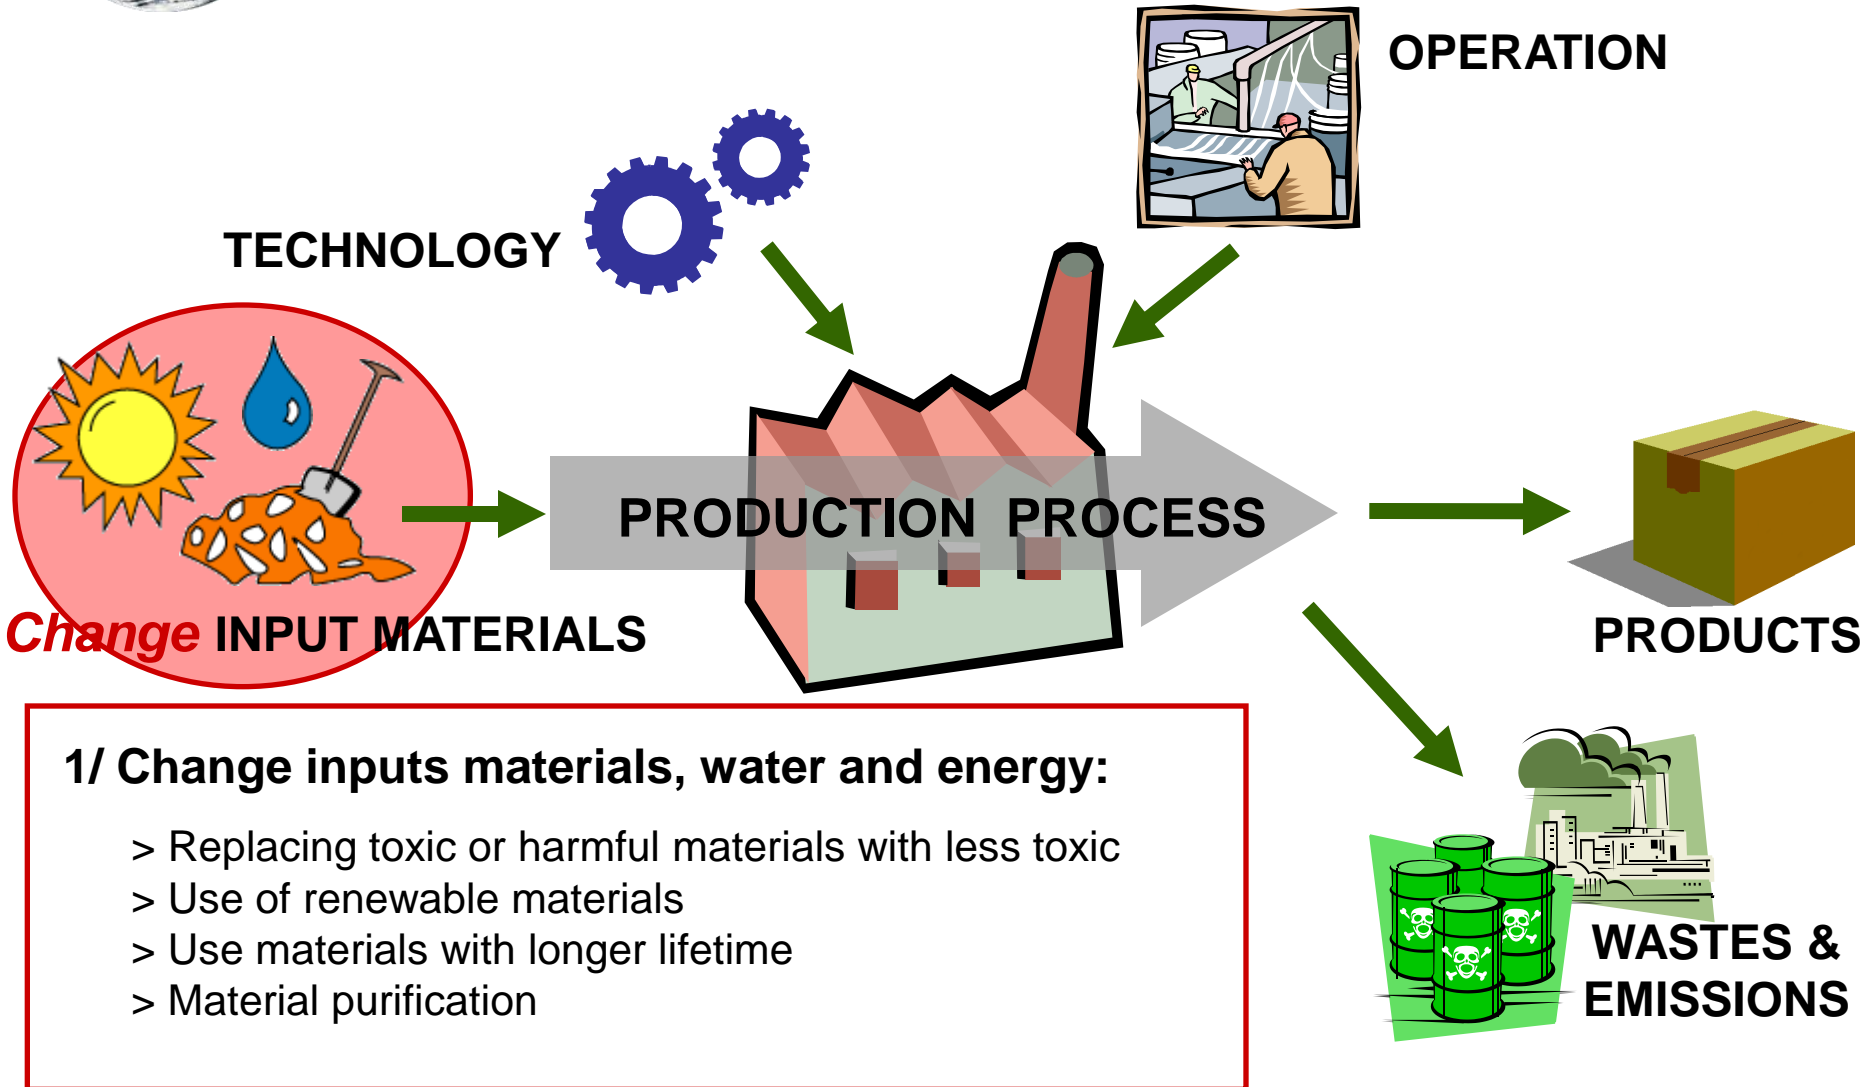 OPERATION
TECHNOLOGY
PRODUCTION PROCESS
Change INPUT MATERIALS
PRODUCTS
1/ Change inputs materials, water and energy:
> Replacing toxic or harmful materials with less toxic
> Use of renewable materials
> Use materials with longer lifetime
> Material purification
WASTES &
EMISSIONS